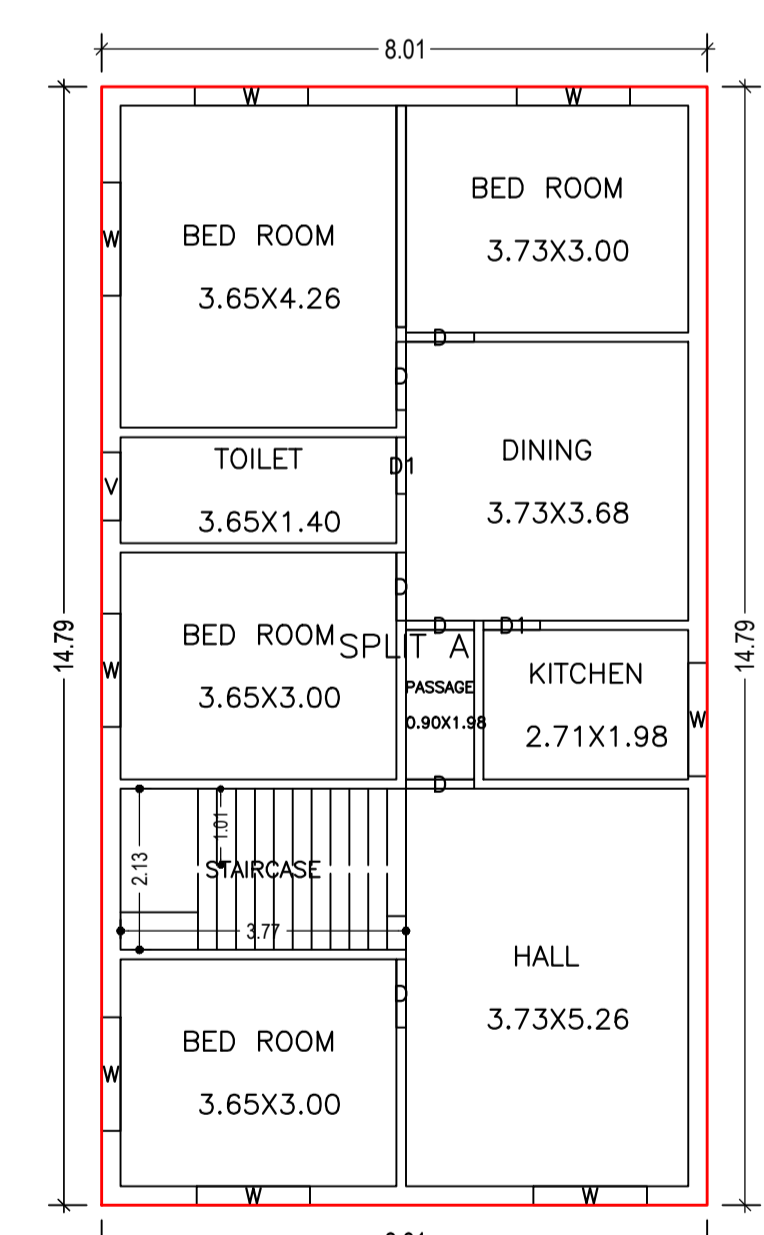 8.01
W
W
BED ROOM
3.73X3.00
W
BED ROOM
3.65X4.26
D
D
TOILET
3.65X1.40
D1
V
DINING
3.73X3.68
D
14.79
14.79
D
D1
BED ROOM
3.65X3.00
SPLIT A
W
PASSAGE
0.90X1.98
KITCHEN
2.71X1.98
W
D
1.01
2.13
STAIRCASE
3.77
HALL
3.73X5.26
D
BED ROOM
3.65X3.00
W
W
W